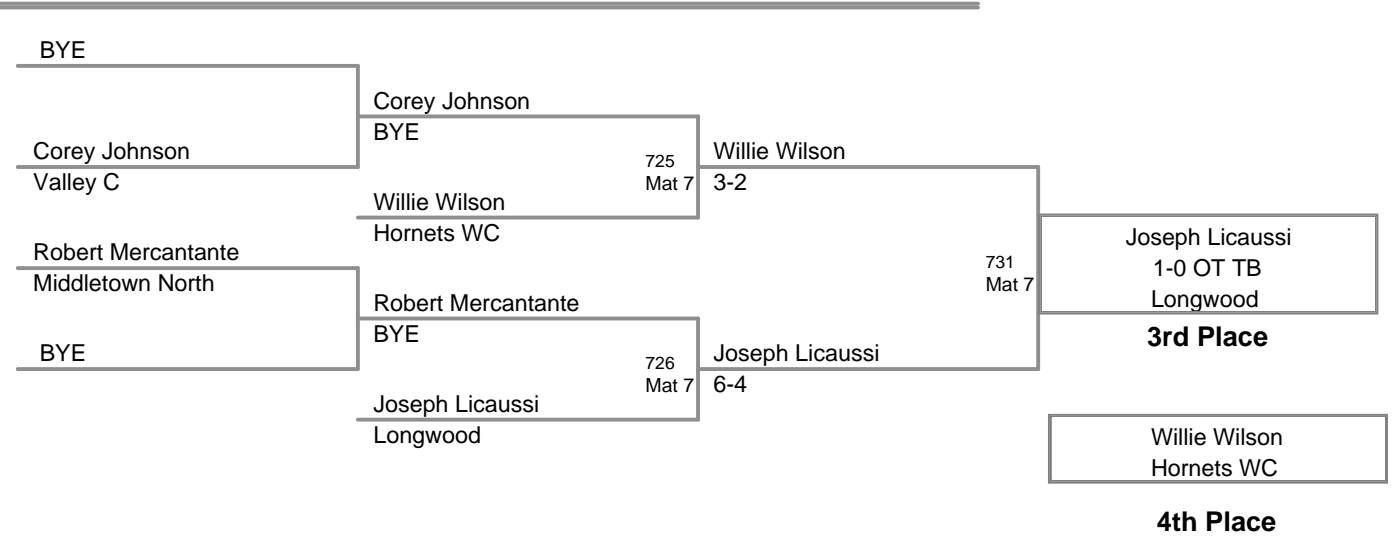 BYE
Corey Johnson
BYE
Corey Johnson
Valley C
725
Mat 7
Willie Wilson
3-2
Willie Wilson
Hornets WC
Robert Mercantante
Middletown North
731
Mat 7
Joseph Licaussi
1-0 OT TB
Longwood
3rd Place
Robert Mercantante
BYE
BYE
726
Mat 7
Joseph Licaussi
6-4
Joseph Licaussi
Longwood
Willie Wilson
Hornets WC
4th Place